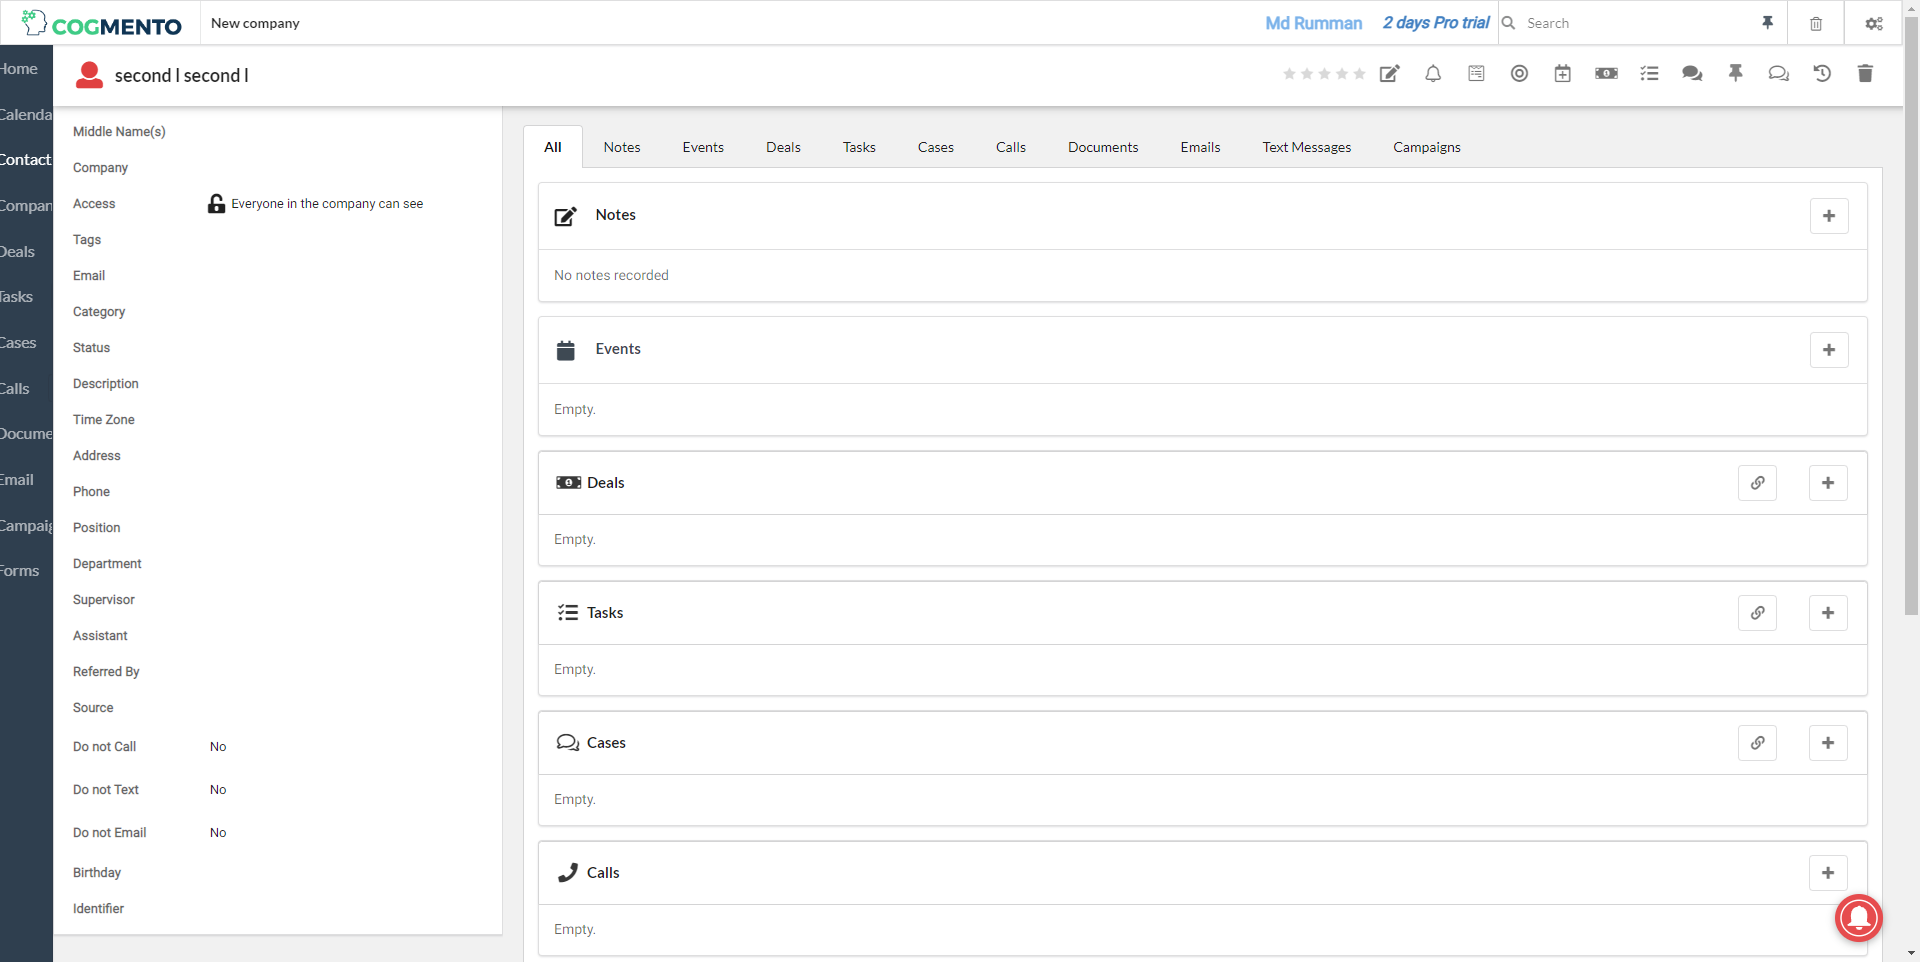 COGMENTO
New company
Md Rumman
2 days Pro trial
Search
Home
Calenda
Contact
Compan
Deals
Tasks
Cases
Calls
Docume
Email
Campaig
Forms
second l second l
Middle Name(s)
Company
Access
Everyone in the company can see
Tags
Email
Category
Status
Description
Time Zone
Address
Phone
Position
Department
Supervisor
Assistant
Referred By
Source
Do not Call No
Do not Text No
Do not Email No
Birthday
Identifier
All Notes Events Deals Tasks Cases Calls Documents Emails Text Messages Campaigns
Notes
No notes recorded
Events
Empty.
Deals
Empty.
Tasks
Empty.
Cases
Empty.
Calls
Empty.